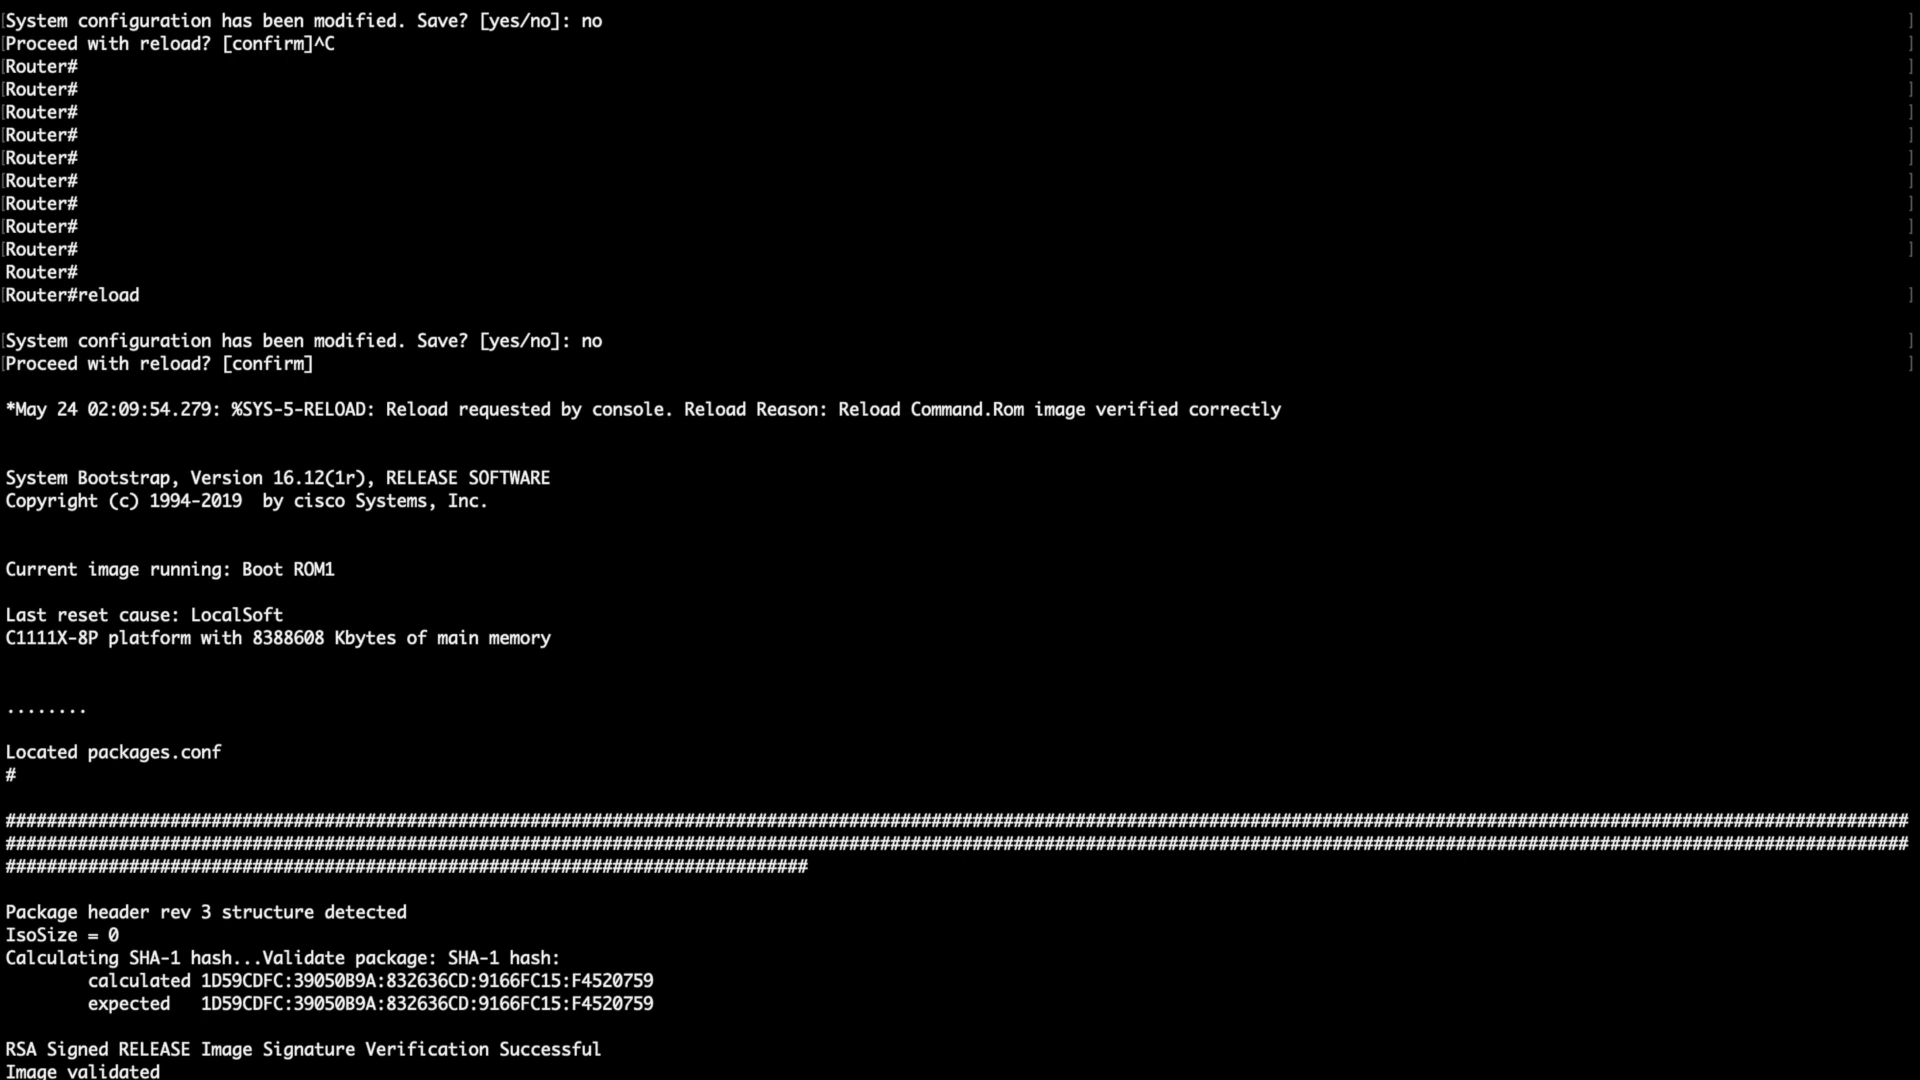 [System configuration has been modified. Save? [yes/no]: no ]
[Proceed with reload? [confirm]^C ]
[Router# ]
[Router# ]
[Router# ]
[Router# ]
[Router# ]
[Router# ]
[Router# ]
[Router# ]
[Router# ]
Router#
[Router#reload ]
[System configuration has been modified. Save? [yes/no]: no ]
[Proceed with reload? [confirm] ]
*May 24 02:09:54.279: %SYS-5-RELOAD: Reload requested by console. Reload Reason: Reload Command.Rom image verified correctly
System Bootstrap, Version 16.12(1r), RELEASE SOFTWARE
Copyright (c) 1994-2019  by cisco Systems, Inc.
Current image running: Boot ROM1
Last reset cause: LocalSoft
C1111X-8P platform with 8388608 Kbytes of main memory
........
Located packages.conf
#
#########################################################################################################################################################################################
#########################################################################################################################################################################################
##############################################################################
Package header rev 3 structure detected
IsoSize = 0
Calculating SHA-1 hash...Validate package: SHA-1 hash:
calculated 1D59CDFC:39050B9A:832636CD:9166FC15:F4520759
expected   1D59CDFC:39050B9A:832636CD:9166FC15:F4520759
RSA Signed RELEASE Image Signature Verification Successful
Image validated